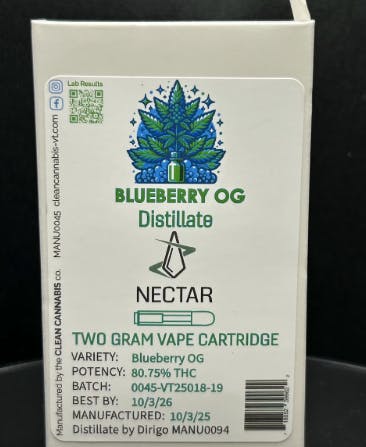 Lab Results
BLUEBERRY OG
Distillate
NECTAR
TWO GRAM VAPE CARTRIDGE
VARIETY: Blueberry OG
POTENCY: 80.75% THC
BATCH: 0045-VT25018-19
BEST BY: 10/3/26
MANUFACTURED: 10/3/25
Distillate by Dirigo MANU0094
Manufactured by the CLEAN CANNABIS co. MANU0045 cleancannabis-vt.com